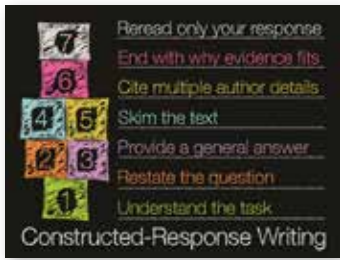 7 Reread only your response
End with why evidence fits
6 Cite multiple author details
4 5 Skim the text
Provide a general answer
2 3 Restate the question
1 Understand the task
Constructed-Response Writing